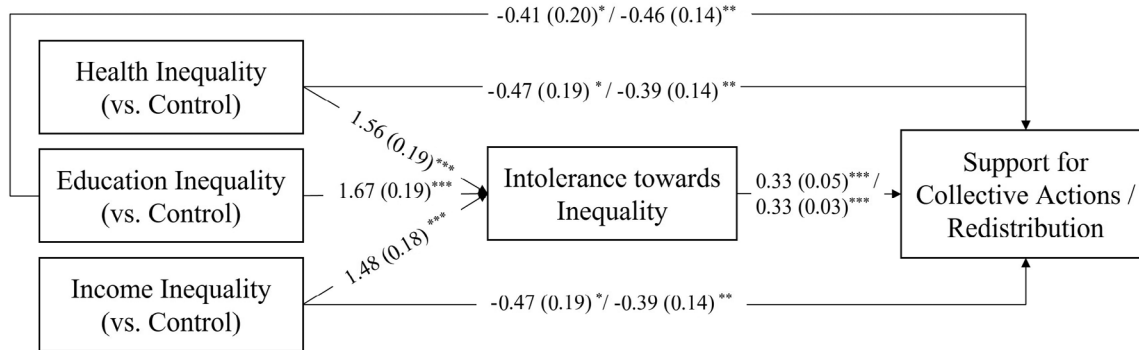 -0.41 (0.20)* / -0.46 (0.14)**
Health Inequality
(vs. Control)
-0.47 (0.19) * / -0.39 (0.14) **
1.56 (0.19)***
Education Inequality
(vs. Control)
1.67 (0.19)***
Intolerance towards
Inequality
0.33 (0.05)*** /
0.33 (0.03)***
Support for
Collective Actions /
Redistribution
1.48 (0.18) ***
Income Inequality
(vs. Control)
-0.47 (0.19) * / -0.39 (0.14) **